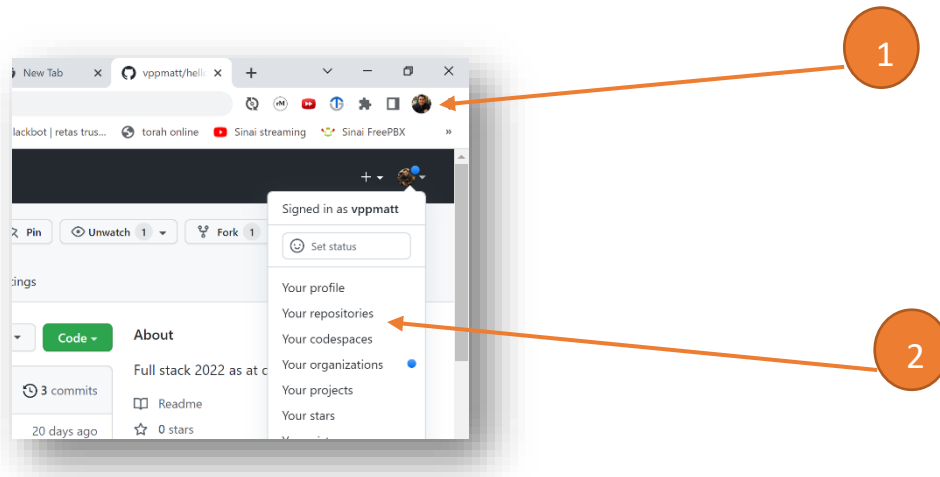 1
New Tab
vppmatt/hell
lackbot | retas trus...
torah online
Sinai streaming
Sinai FreePBX
»
Signed in as vppmatt
Pin
Unwatch 1
Fork 1
Set status
tings
Your profile
Your repositories
Your codespaces
Code
About
Your organizations
2
Full stack 2022 as at c
3 commits
Your projects
Readme
Your stars
20 days ago
0 stars